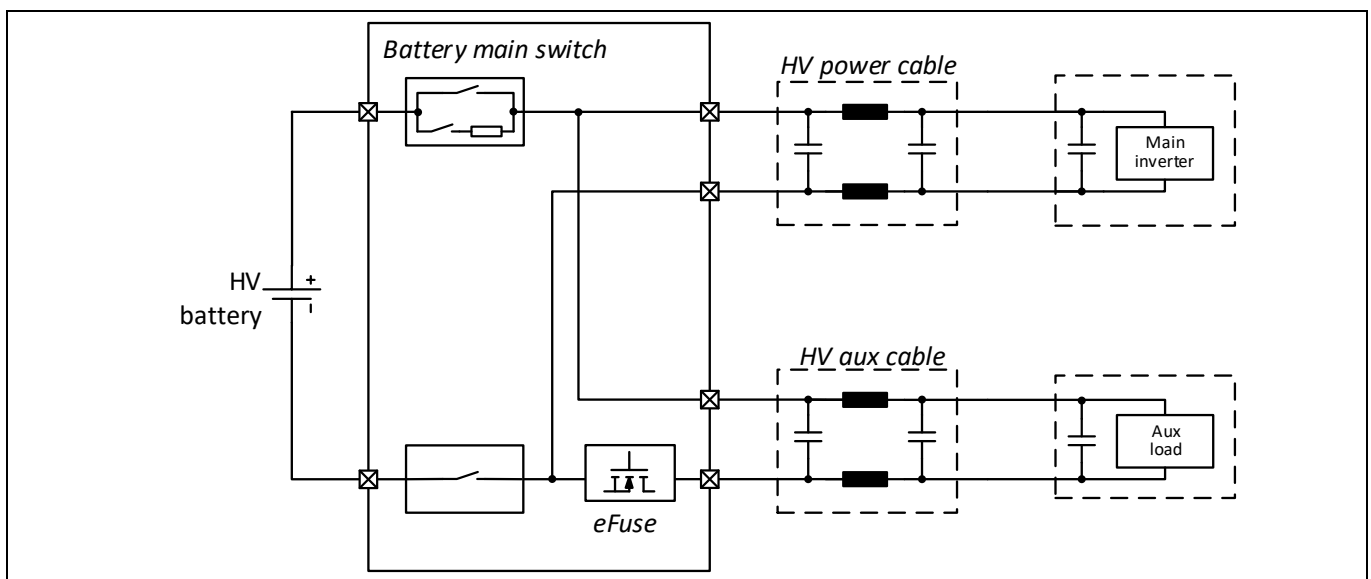 Battery main switch
HV power cable
Main
inverter
HV
battery
+
HV aux cable
Aux
load
eFuse